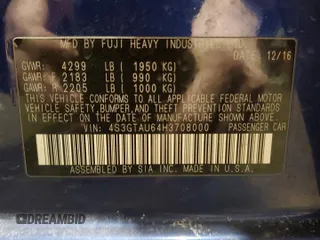 MFD BY FUJI HEAVY INDUSTRIES LTD.
DATE: 12/16
GVWR: 4299 LB ( 1950 KG)
GAWR: F 2183 LB ( 990 KG)
GAWR: R 2205 LB ( 1000 KG)
THIS VEHICLE CONFORMS TO ALL APPLICABLE FEDERAL MOTOR
VEHICLE SAFETY, BUMPER AND THEFT PREVENTION STANDARDS
IN EFFECT ON THE DATE OF MANUFACTURE SHOWN ABOVE.
VIN: 4S3GTAU64H3708000 PASSENGER CAR
ASSEMBLED BY SIA INC. MADE IN U.S.A.
DREAMBID